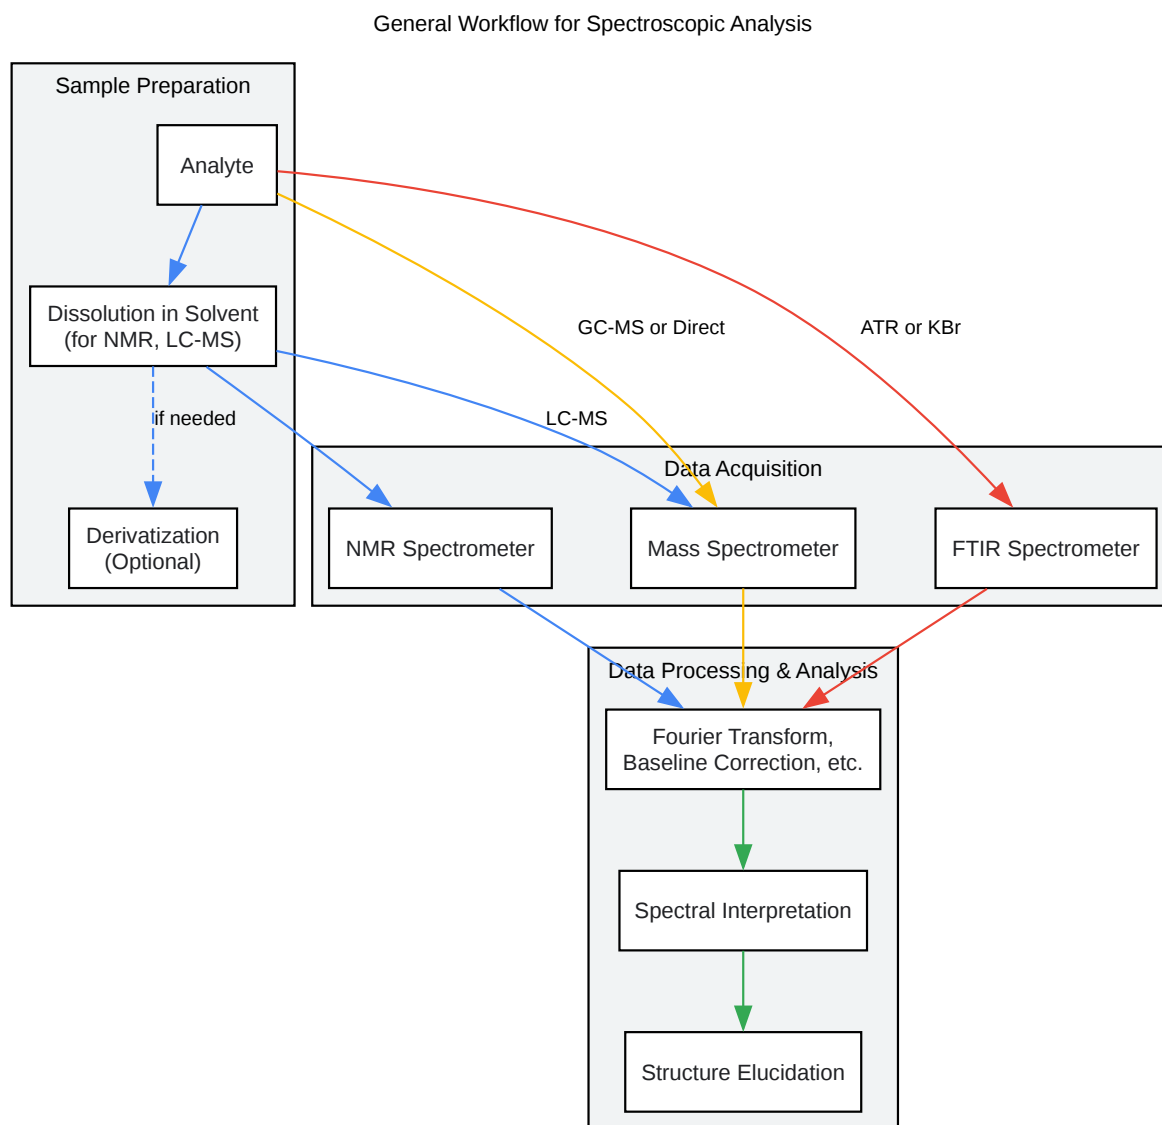 General Workflow for Spectroscopic Analysis
Sample Preparation
Analyte
Dissolution in Solvent
(for NMR, LC-MS)
GC-MS or Direct
ATR or KBr
if needed
LC-MS
Data Acquisition
Derivatization
(Optional)
NMR Spectrometer
Mass Spectrometer
FTIR Spectrometer
Data Processing & Analysis
Fourier Transform,
Baseline Correction, etc.
Spectral Interpretation
Structure Elucidation